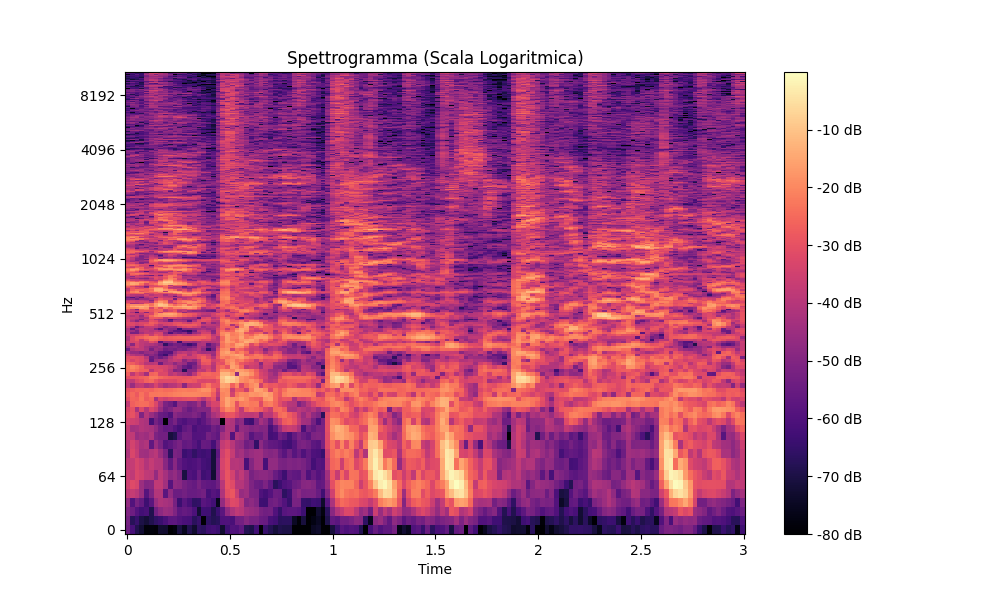 Spettrogramma (Scala Logaritmica)
8192
4096
2048
1024
512
256
128
64
0
Hz
0
0.5
1
1.5
2
2.5
3
Time
-10 dB
-20 dB
-30 dB
-40 dB
-50 dB
-60 dB
-70 dB
-80 dB